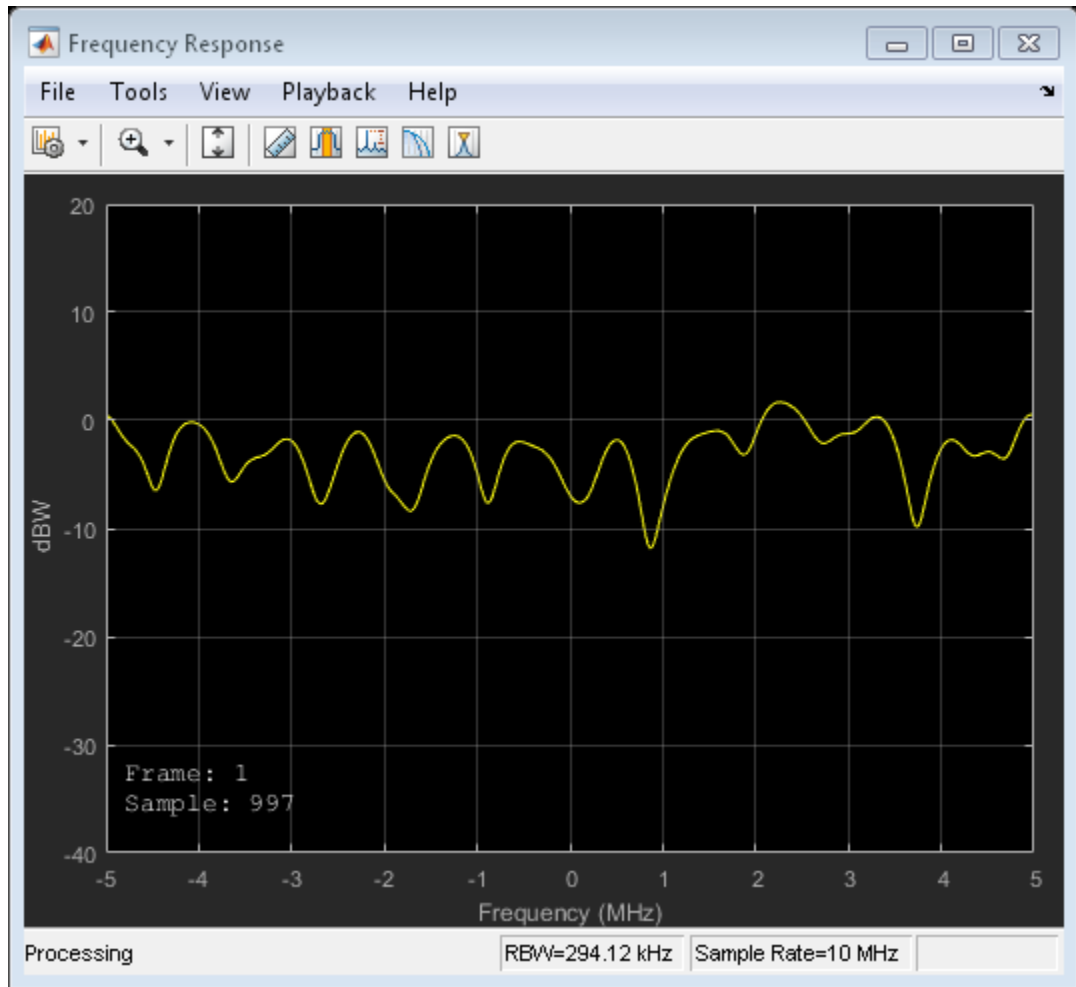 Frequency Response
File Tools View Playback Help
20
10
0
-10
-20
-30
-40
dBW
Frame: 1
Sample: 997
-5 -4 -3 -2 -1 0 1 2 3 4 5
Frequency (MHz)
Processing RBW=294.12 kHz Sample Rate=10 MHz